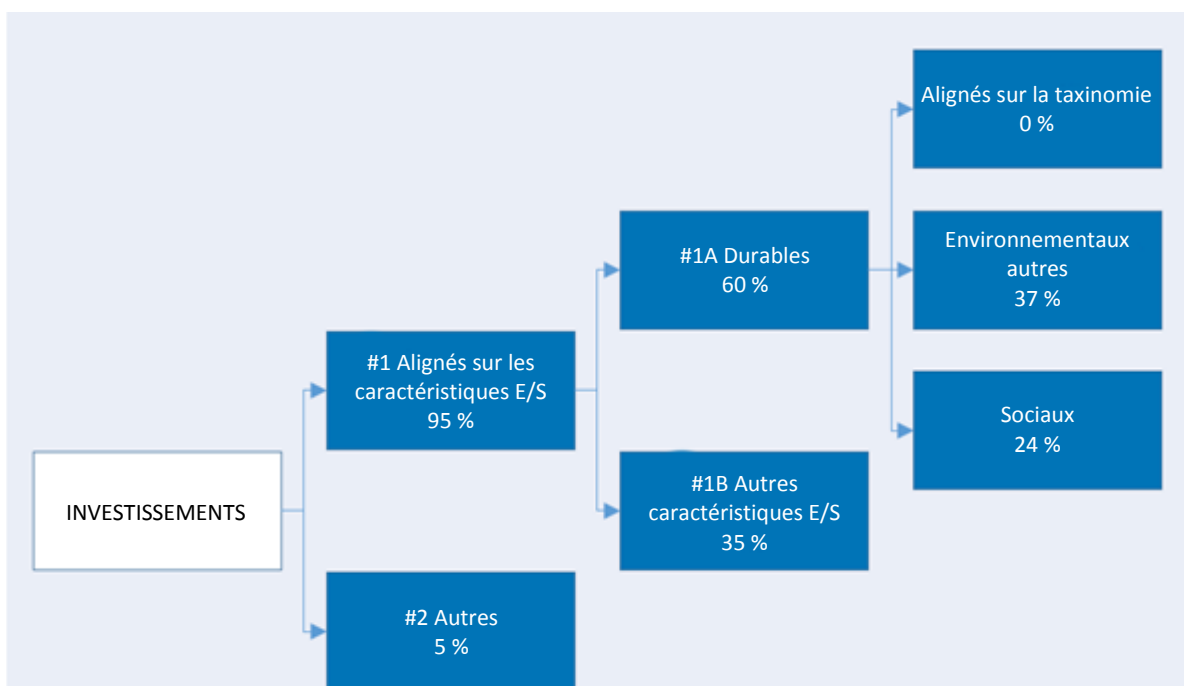 Alignés sur la taxinomie
0 %
#1A Durables
60 %
Environnementaux
autres
37 %
#1 Alignés sur les
caractéristiques E/S
95 %
Sociaux
24 %
INVESTISSEMENTS
#1B Autres
caractéristiques E/S
35 %
#2 Autres
5 %